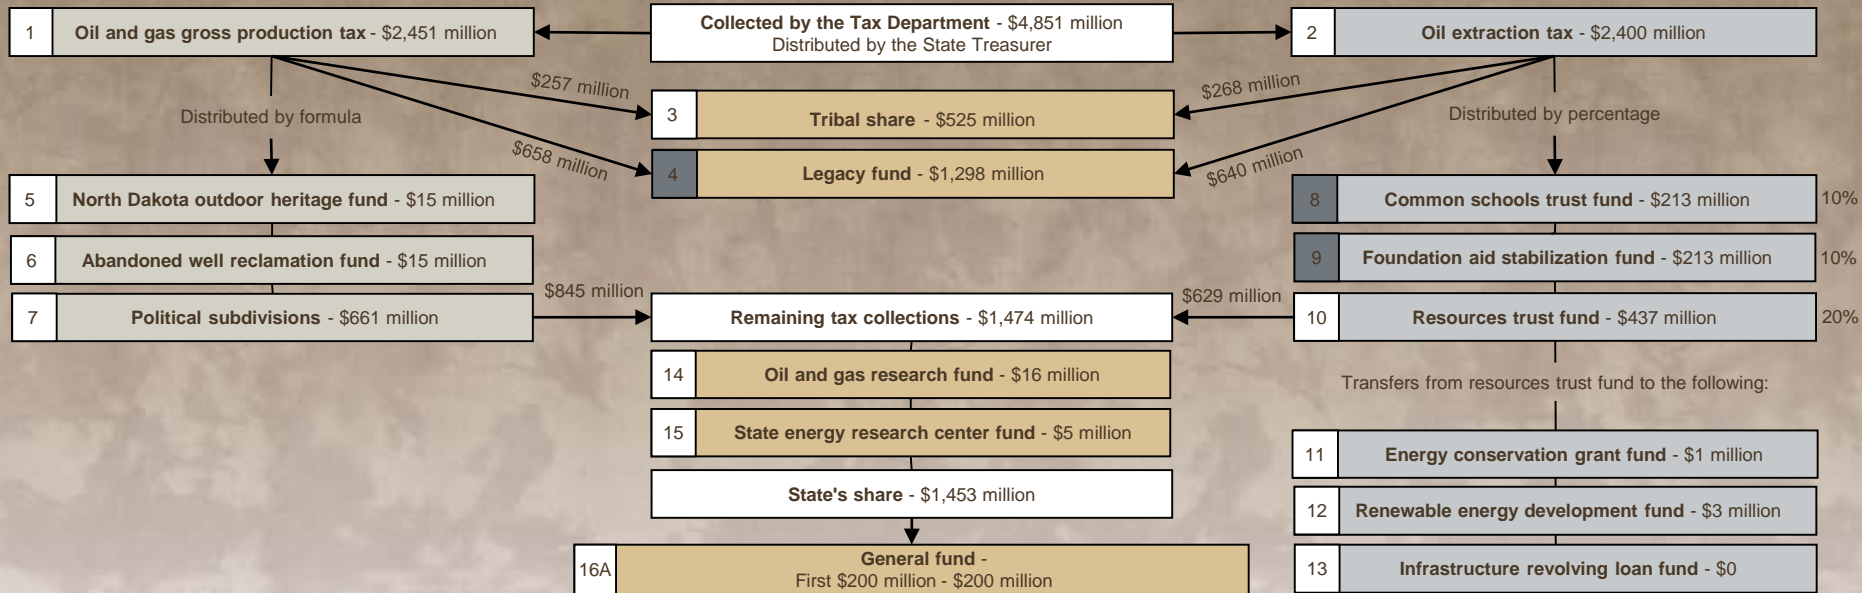 1 Oil and gas gross production tax - $2,451 million
Collected by the Tax Department - $4,851 million
Distributed by the State Treasurer
2 Oil extraction tax - $2,400 million
$257 million
$268 million
3 Tribal share - $525 million
Distributed by formula
Distributed by percentage
$658 million
$640 million
4 Legacy fund - $1,298 million
5 North Dakota outdoor heritage fund - $15 million
8 Common schools trust fund - $213 million 10%
6 Abandoned well reclamation fund - $15 million
9 Foundation aid stabilization fund - $213 million 10%
7 Political subdivisions - $661 million
$845 million
Remaining tax collections - $1,474 million
$629 million
10 Resources trust fund - $437 million 20%
14 Oil and gas research fund - $16 million
Transfers from resources trust fund to the following:
15 State energy research center fund - $5 million
11 Energy conservation grant fund - $1 million
State's share - $1,453 million
12 Renewable energy development fund - $3 million
16A General fund -
First $200 million - $200 million
13 Infrastructure revolving loan fund - $0